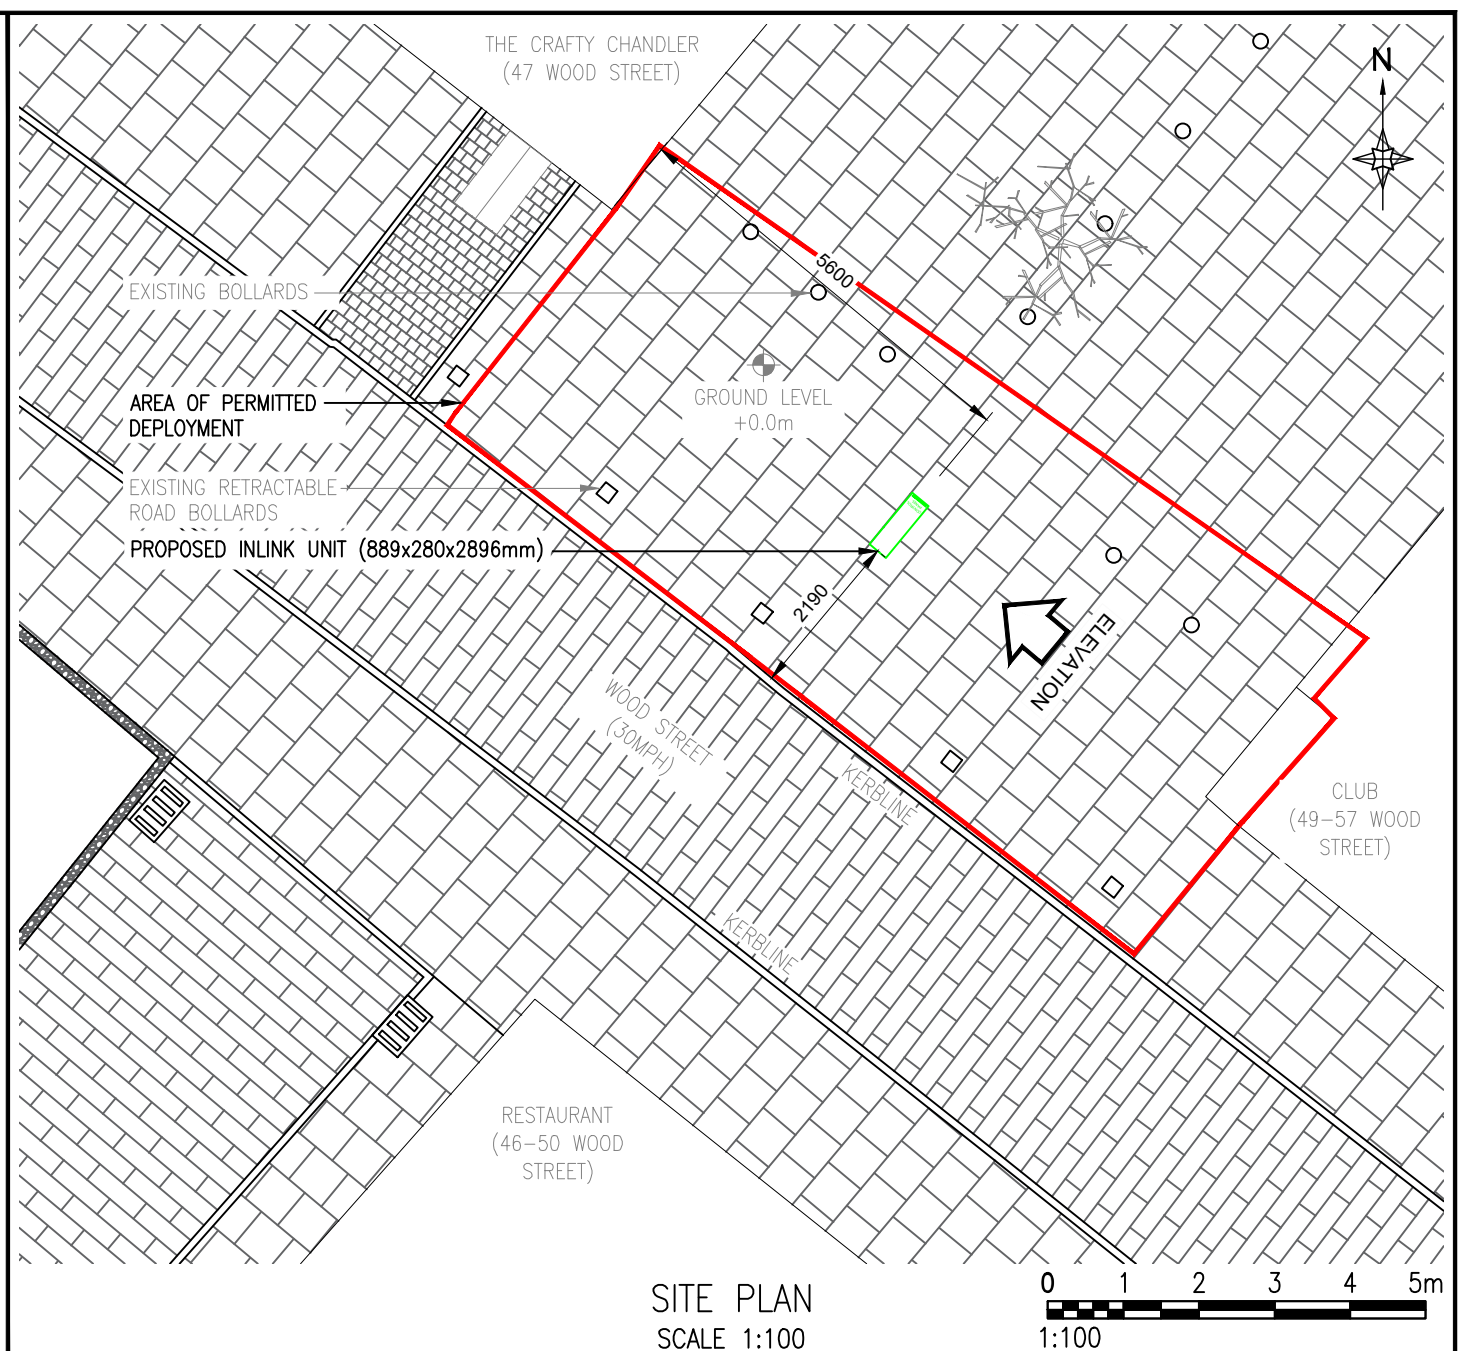 THE CRAFTY CHANDLER
(47 WOOD STREET)
N
EXISTING BOLLARDS
5600
AREA OF PERMITTED
DEPLOYMENT
GROUND LEVEL
+0.0m
EXISTING RETRACTABLE
ROAD BOLLARDS
PROPOSED INLINK UNIT (889x280x2896mm)
2190
ELEVATION
WOOD STREET
(30MPH)
KERBLINE
CLUB
(49-57 WOOD
STREET)
KERBLINE
RESTAURANT
(46-50 WOOD
STREET)
SITE PLAN
SCALE 1:100
0 1 2 3 4 5m
1:100